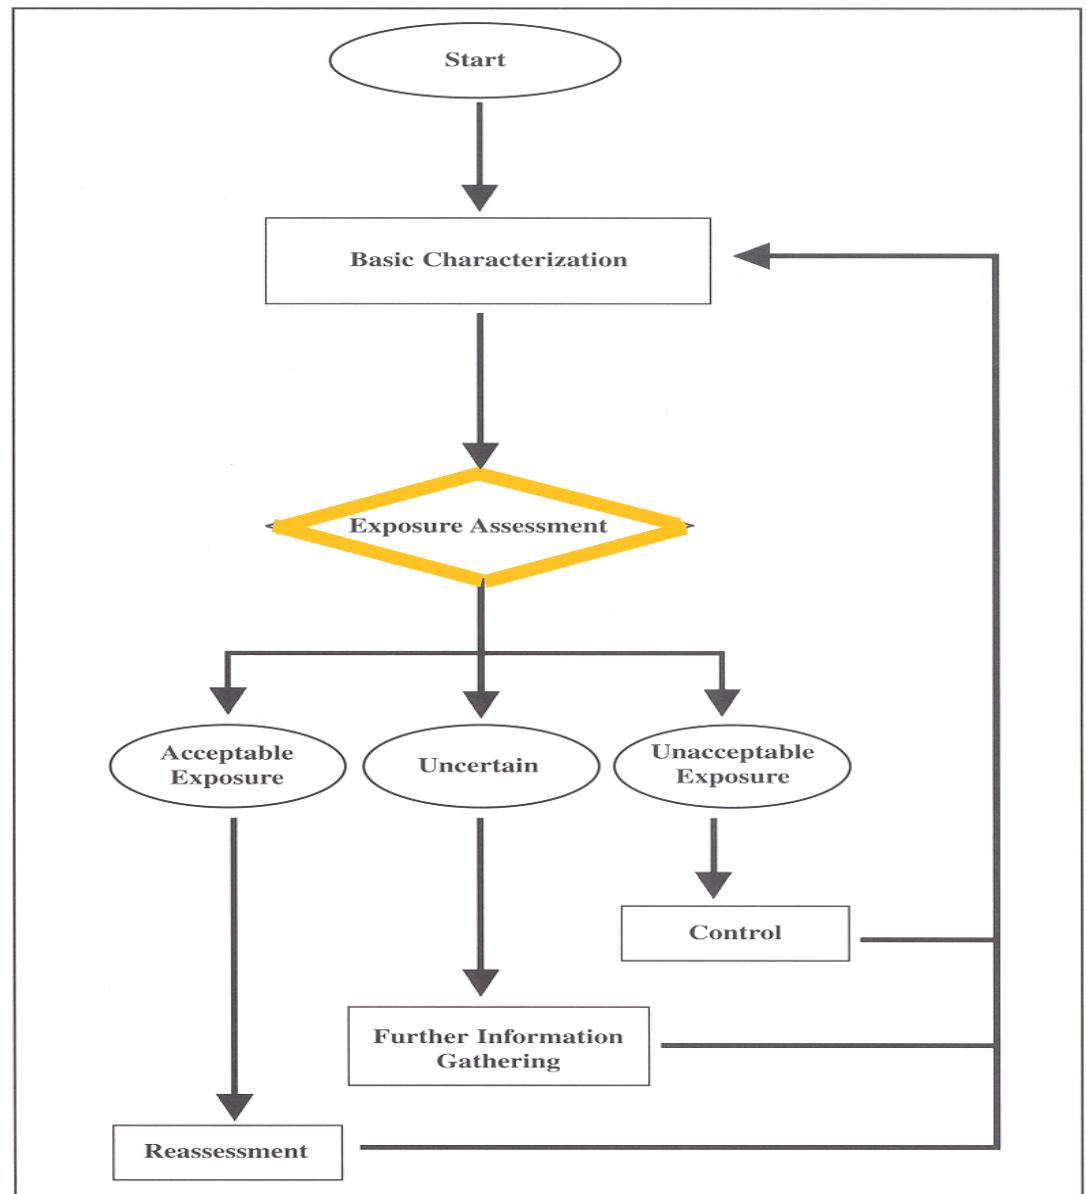 Start
Basic Characterization
Exposure Assessment
Acceptable
Exposure
Uncertain
Unacceptable
Exposure
Control
Further Information
Gathering
Reassessment